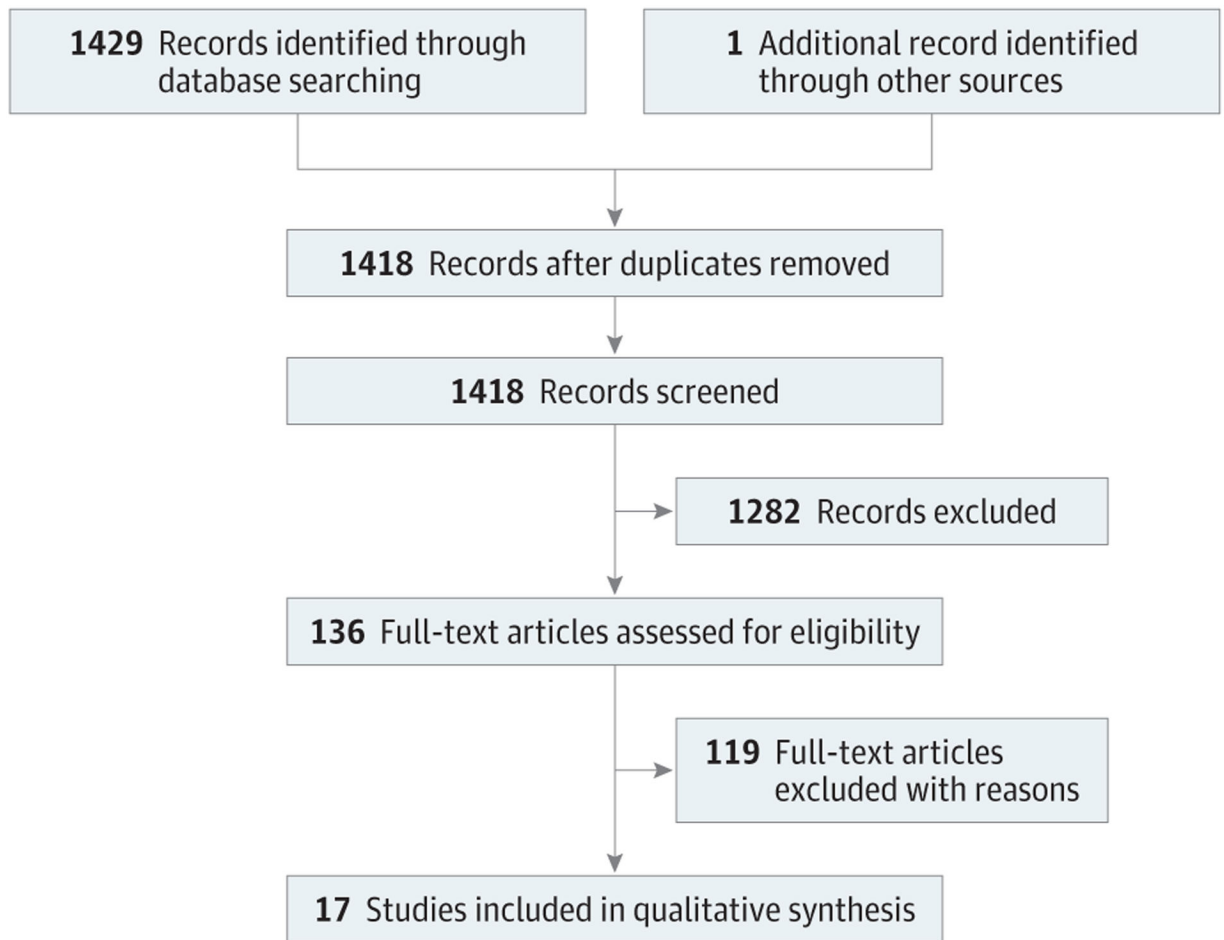 1429 Records identified through
database searching
1 Additional record identified
through other sources
1418 Records after duplicates removed
1418 Records screened
1282 Records excluded
136 Full-text articles assessed for eligibility
119 Full-text articles
excluded with reasons
17 Studies included in qualitative synthesis